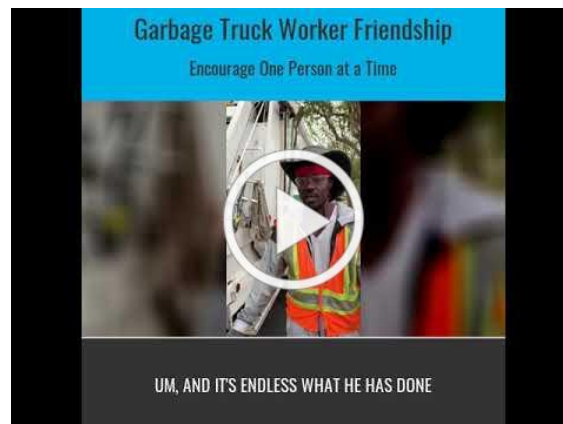 Garbage Truck Worker Friendship
Encourage One Person at a Time
UM, AND IT'S ENDLESS WHAT HE HAS DONE